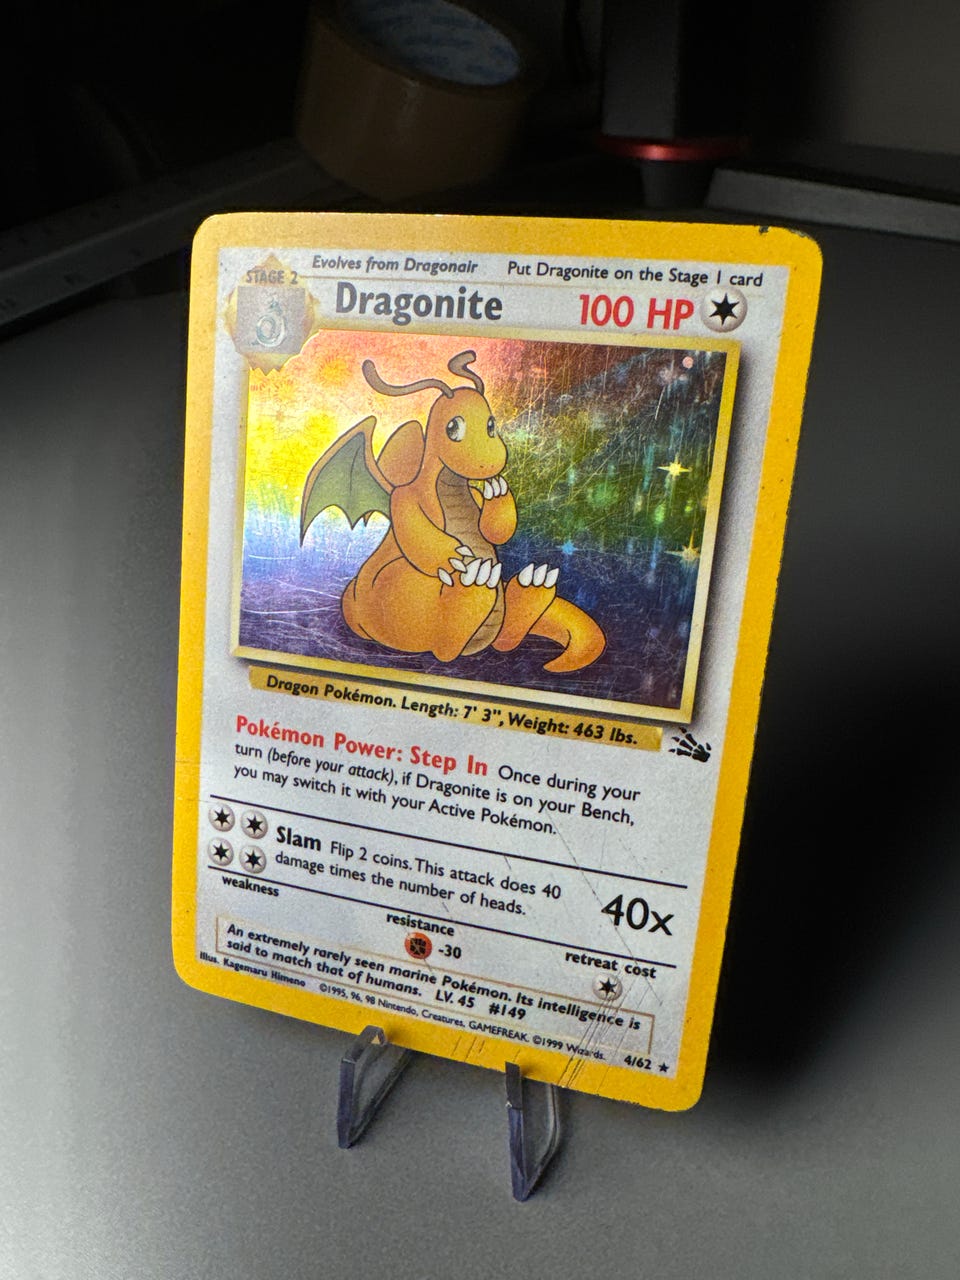 STAGE 2
Evolves from Dragonair
Put Dragonite on the Stage 1 card
Dragonite
100 HP
Dragon Pokémon. Length: 7' 3", Weight: 463 lbs.
Pokémon Power: Step In Once during your
turn (before your attack), if Dragonite is on your Bench,
you may switch it with your Active Pokémon.
Slam Flip 2 coins. This attack does 40
damage times the number of heads.
40x
weakness
resistance
-30
retreat cost
An extremely rarely seen marine Pokémon. Its intelligence is
said to match that of humans. LV. 45 #149
Illus. Kagemaru Himeno
©1995, 96, 98 Nintendo, Creatures, GAMEFREAK. ©1999 Wizards.
4/62 ★